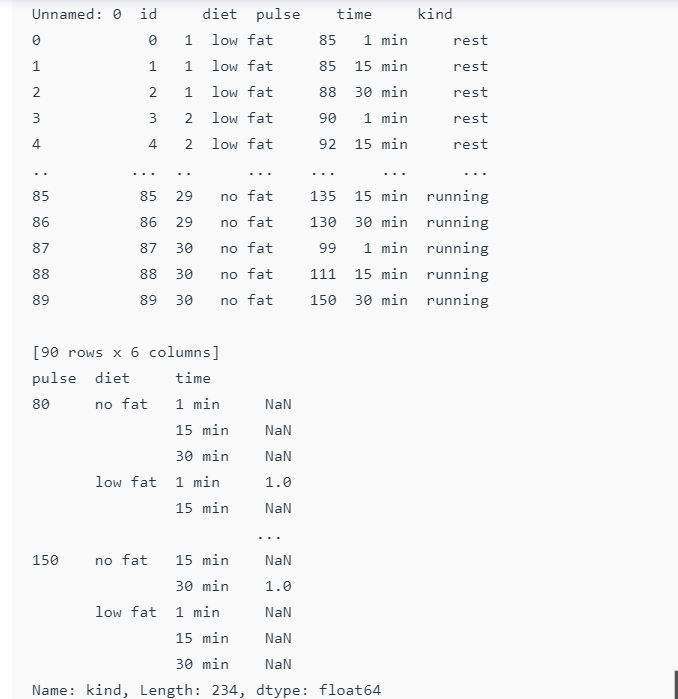 Unnamed: 0  id     diet  pulse    time     kind
0            0   1  low fat     85   1 min     rest
1            1   1  low fat     85  15 min     rest
2            2   1  low fat     88  30 min     rest
3            3   2  low fat     90   1 min     rest
4            4   2  low fat     92  15 min     rest
..         ...  ..      ...    ...     ...      ...
85          85  29   no fat    135  15 min  running
86          86  29   no fat    130  30 min  running
87          87  30   no fat     99   1 min  running
88          88  30   no fat    111  15 min  running
89          89  30   no fat    150  30 min  running
[90 rows x 6 columns]
pulse  diet     time
80     no fat   1 min     NaN
                15 min    NaN
                30 min    NaN
       low fat  1 min     1.0
                15 min    NaN
                         ...
150    no fat   15 min    NaN
                30 min    1.0
       low fat  1 min     NaN
                15 min    NaN
                30 min    NaN
Name: kind, Length: 234, dtype: float64